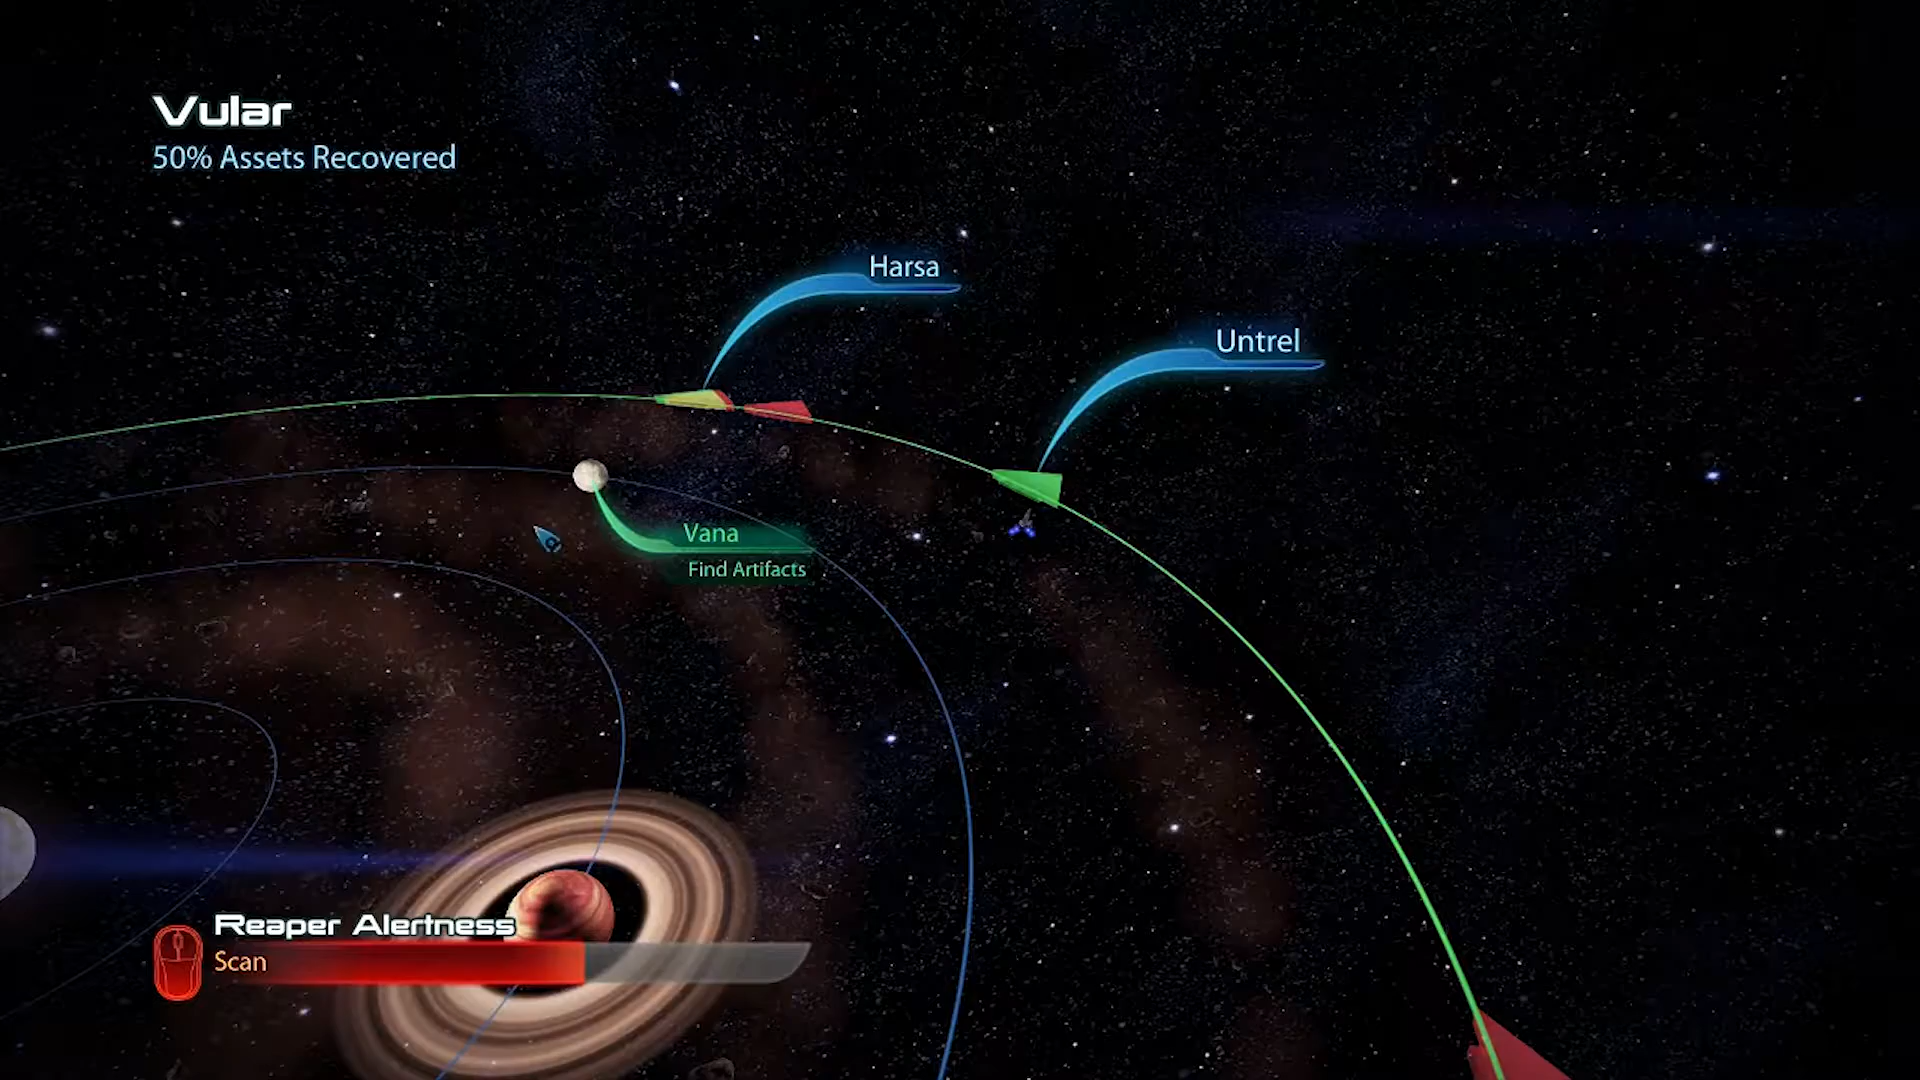 Vular
50% Assets Recovered
Harsa
Untrel
Vana
Find Artifacts
Reaper Alertness
Scan